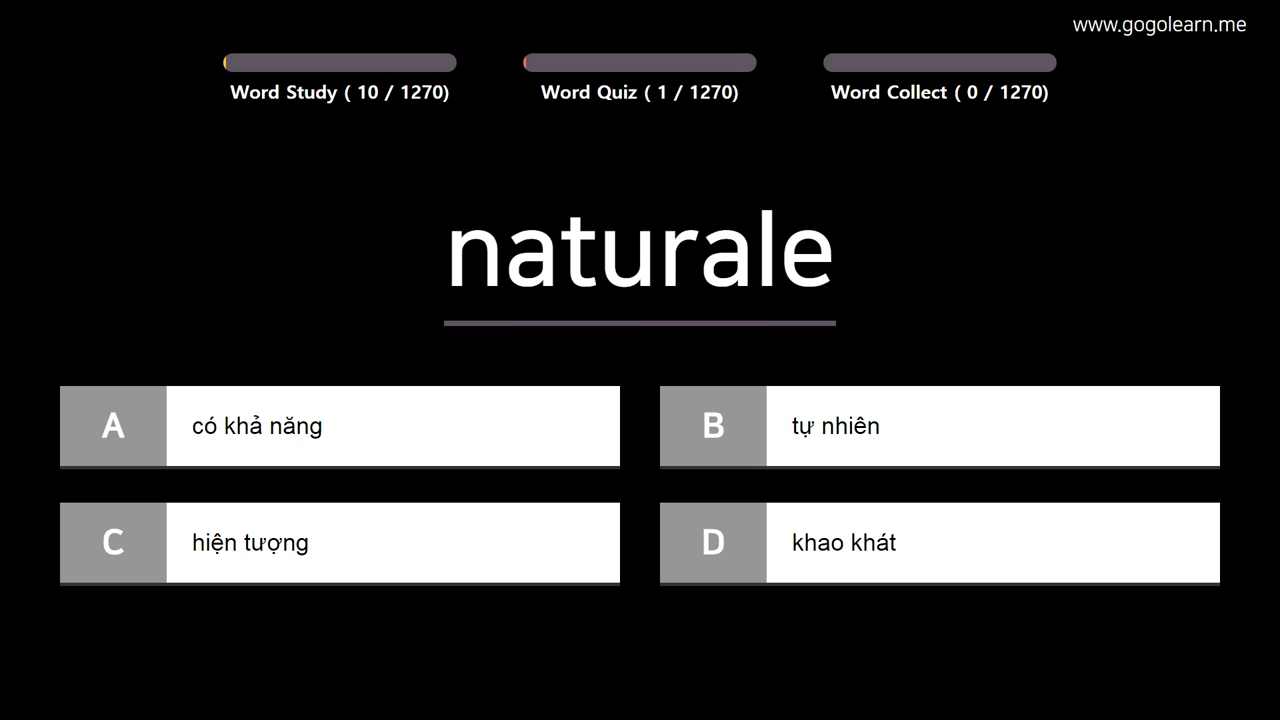 www.gogolearn.me
Word Study ( 10 / 1270)
Word Quiz ( 1 / 1270)
Word Collect ( 0 / 1270)
naturale
A
có khả năng
B
tự nhiên
C
hiện tượng
D
khao khát